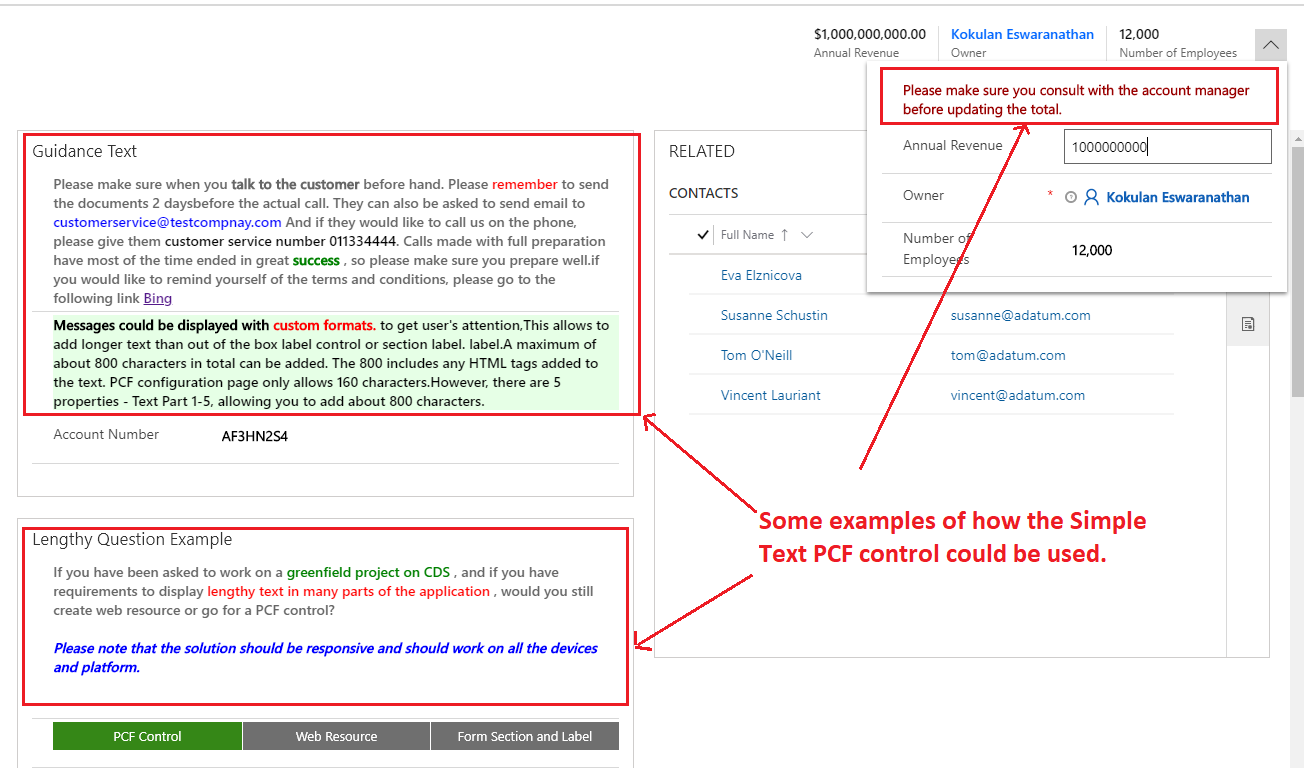 $1,000,000,000.00
Annual Revenue
Kokulan Eswaranathan
Owner
12,000
Number of Employees
Please make sure you consult with the account manager
before updating the total.
Annual Revenue
1000000000
Owner
* Kokulan Eswaranathan
Number of
Employees
12,000
Guidance Text
Please make sure when you talk to the customer before hand. Please remember to send
the documents 2 daysbefore the actual call. They can also be asked to send email to
customerservice@testcompnay.com And if they would like to call us on the phone,
please give them customer service number 011334444. Calls made with full preparation
have most of the time ended in great success , so please make sure you prepare well.if
you would like to remind yourself of the terms and conditions, please go to the
following link Bing
Messages could be displayed with custom formats. to get user's attention,This allows to
add longer text than out of the box label control or section label. label.A maximum of
about 800 characters in total can be added. The 800 includes any HTML tags added to
the text. PCF configuration page only allows 160 characters.However, there are 5
properties - Text Part 1-5, allowing you to add about 800 characters.
Account Number
AF3HN2S4
RELATED
CONTACTS
Full Name ↑
Eva Elznicova
Susanne Schustin
susanne@adatum.com
Tom O'Neill
tom@adatum.com
Vincent Lauriant
vincent@adatum.com
Some examples of how the Simple
Text PCF control could be used.
Lengthy Question Example
If you have been asked to work on a greenfield project on CDS , and if you have
requirements to display lengthy text in many parts of the application , would you still
create web resource or go for a PCF control?
Please note that the solution should be responsive and should work on all the devices
and platform.
PCF Control
Web Resource
Form Section and Label